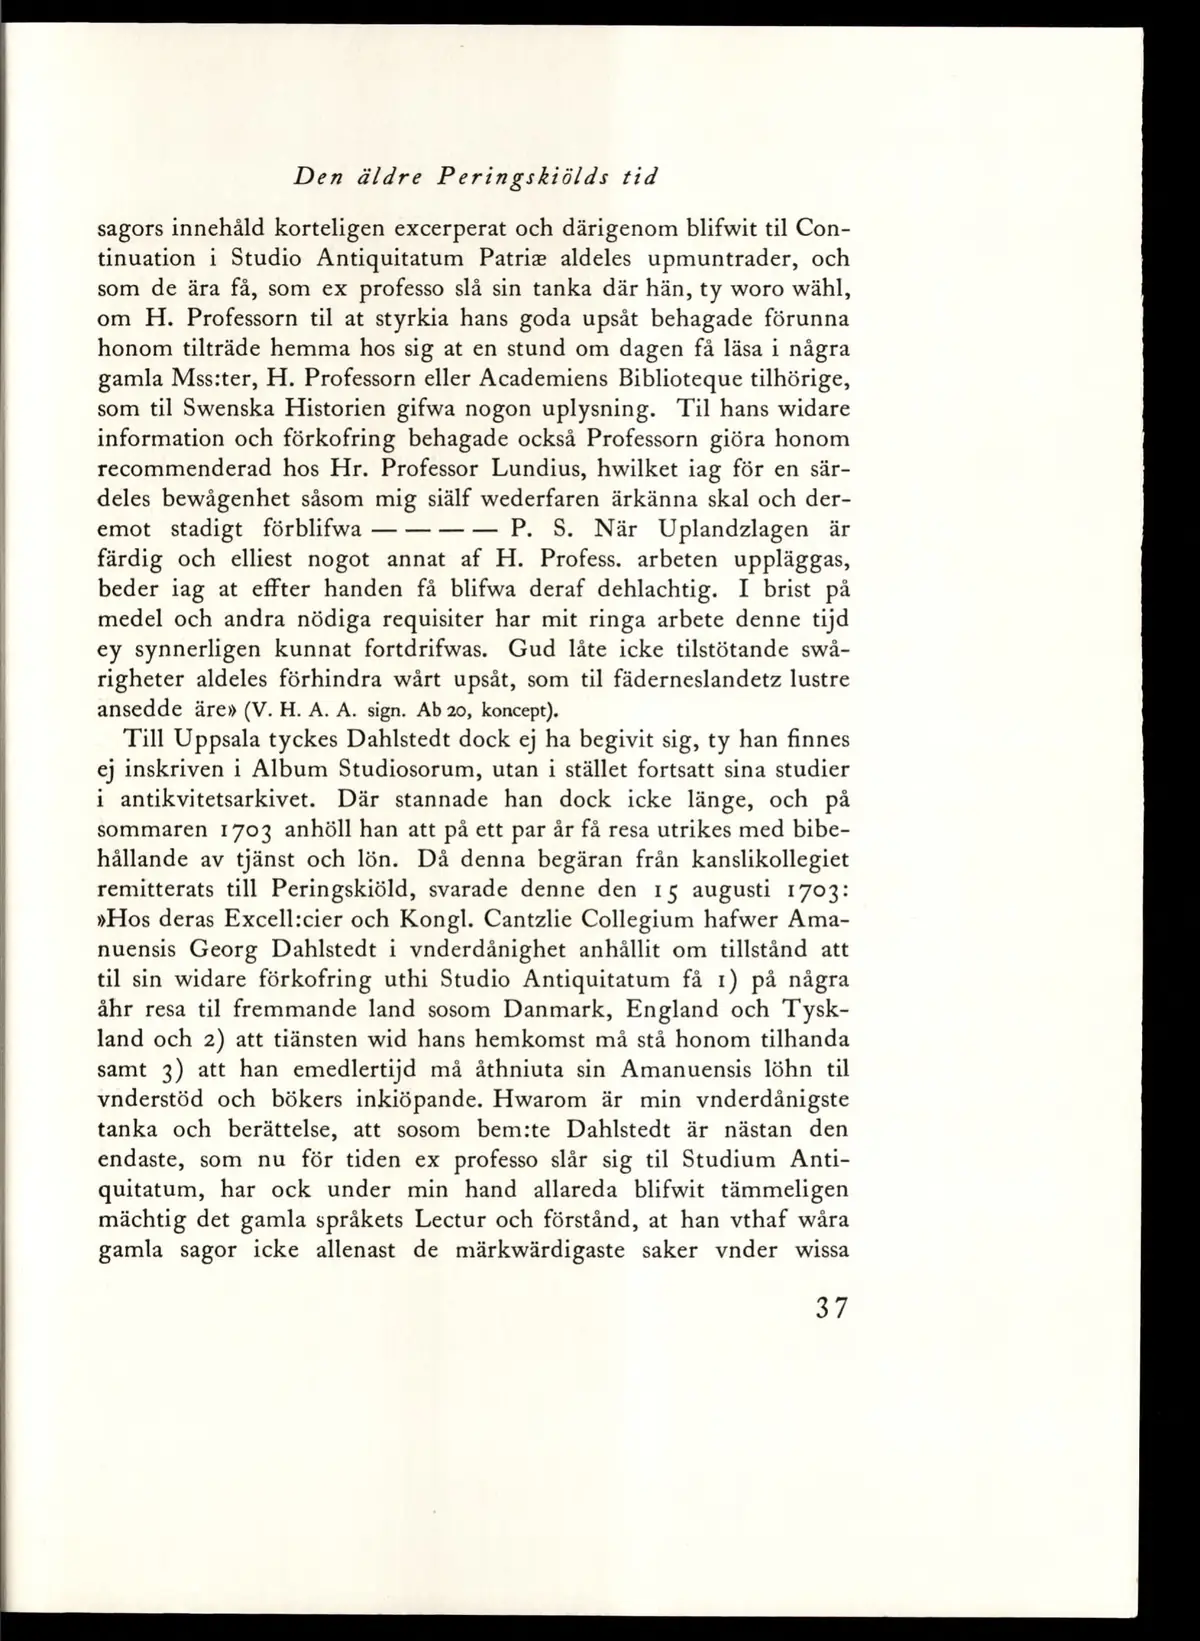 Den äldre Peringskiölds tid
sagors innehåld korteligen excerperat och därigenom blifwit til Con-
tinuation i Studio Antiquitatum Patriæ aldeles upmuntrader, och
som de ära få, som ex professo slå sin tanka där hän, ty woro wähl,
om H. Professorn til at styrkia hans goda upsåt behagade förunna
honom tilträde hemma hos sig at en stund om dagen få läsa i några
gamla Mss:ter, H. Professorn eller Academiens Biblioteque tilhörige,
som til Swenska Historien gifwa nogon uplysning. Til hans widare
information och förkofring behagade också Professorn giöra honom
recommenderad hos Hr. Professor Lundius, hwilket iag för en sär-
deles bewågenhet såsom mig siälf wederfaren ärkänna skal och der-
emot stadigt förblifwa — — — — P. S. När Uplandzlagen är
färdig och elliest nogot annat af H. Profess. arbeten uppläggas,
beder iag at effter handen få blifwa deraf dehlachtig. I brist på
medel och andra nödiga requisiter har mit ringa arbete denne tijd
ey synnerligen kunnat fortdrifwas. Gud låte icke tilstötande swå-
righeter aldeles förhindra wårt upsåt, som til fäderneslandetz lustre
ansedde äre» (V. H. A. A. sign. Ab 20, koncept).
Till Uppsala tyckes Dahlstedt dock ej ha begivit sig, ty han finnes
ej inskriven i Album Studiosorum, utan i stället fortsatt sina studier
i antikvitetsarkivet. Där stannade han dock icke länge, och på
sommaren 1703 anhöll han att på ett par år få resa utrikes med bibe-
hållande av tjänst och lön. Då denna begäran från kanslikollegiet
remitterats till Peringskiöld, svarade denne den 15 augusti 1703:
»Hos deras Excell:cier och Kongl. Cantzlie Collegium hafwer Ama-
nuensis Georg Dahlstedt i vnderdånighet anhållit om tillstånd att
til sin widare förkofring uthi Studio Antiquitatum få 1) på några
åhr resa til fremmande land sosom Danmark, England och Tysk-
land och 2) att tiänsten wid hans hemkomst må stå honom tilhanda
samt 3) att han emedlertijd må åthniuta sin Amanuensis löhn til
vnderstöd och bökers inkiöpande. Hwarom är min vnderdånigste
tanka och berättelse, att sosom bem:te Dahlstedt är nästan den
endaste, som nu för tiden ex professo slår sig til Studium Anti-
quitatum, har ock under min hand allareda blifwit tämmeligen
mächtig det gamla språkets Lectur och förstånd, at han vthaf wåra
gamla sagor icke allenast de märkwärdigaste saker vnder wissa
37